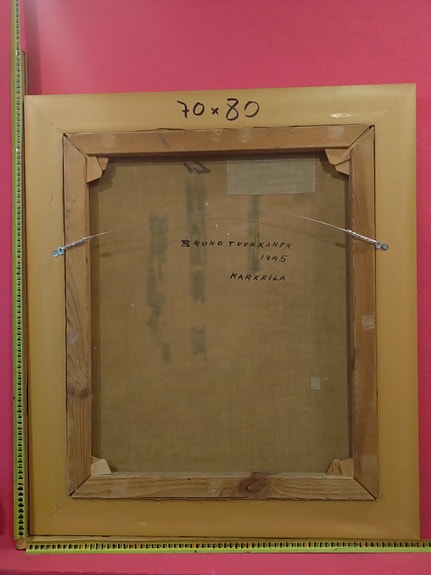 70 x 80
BRUNO TUUKKANEN
1945
KARKKILA